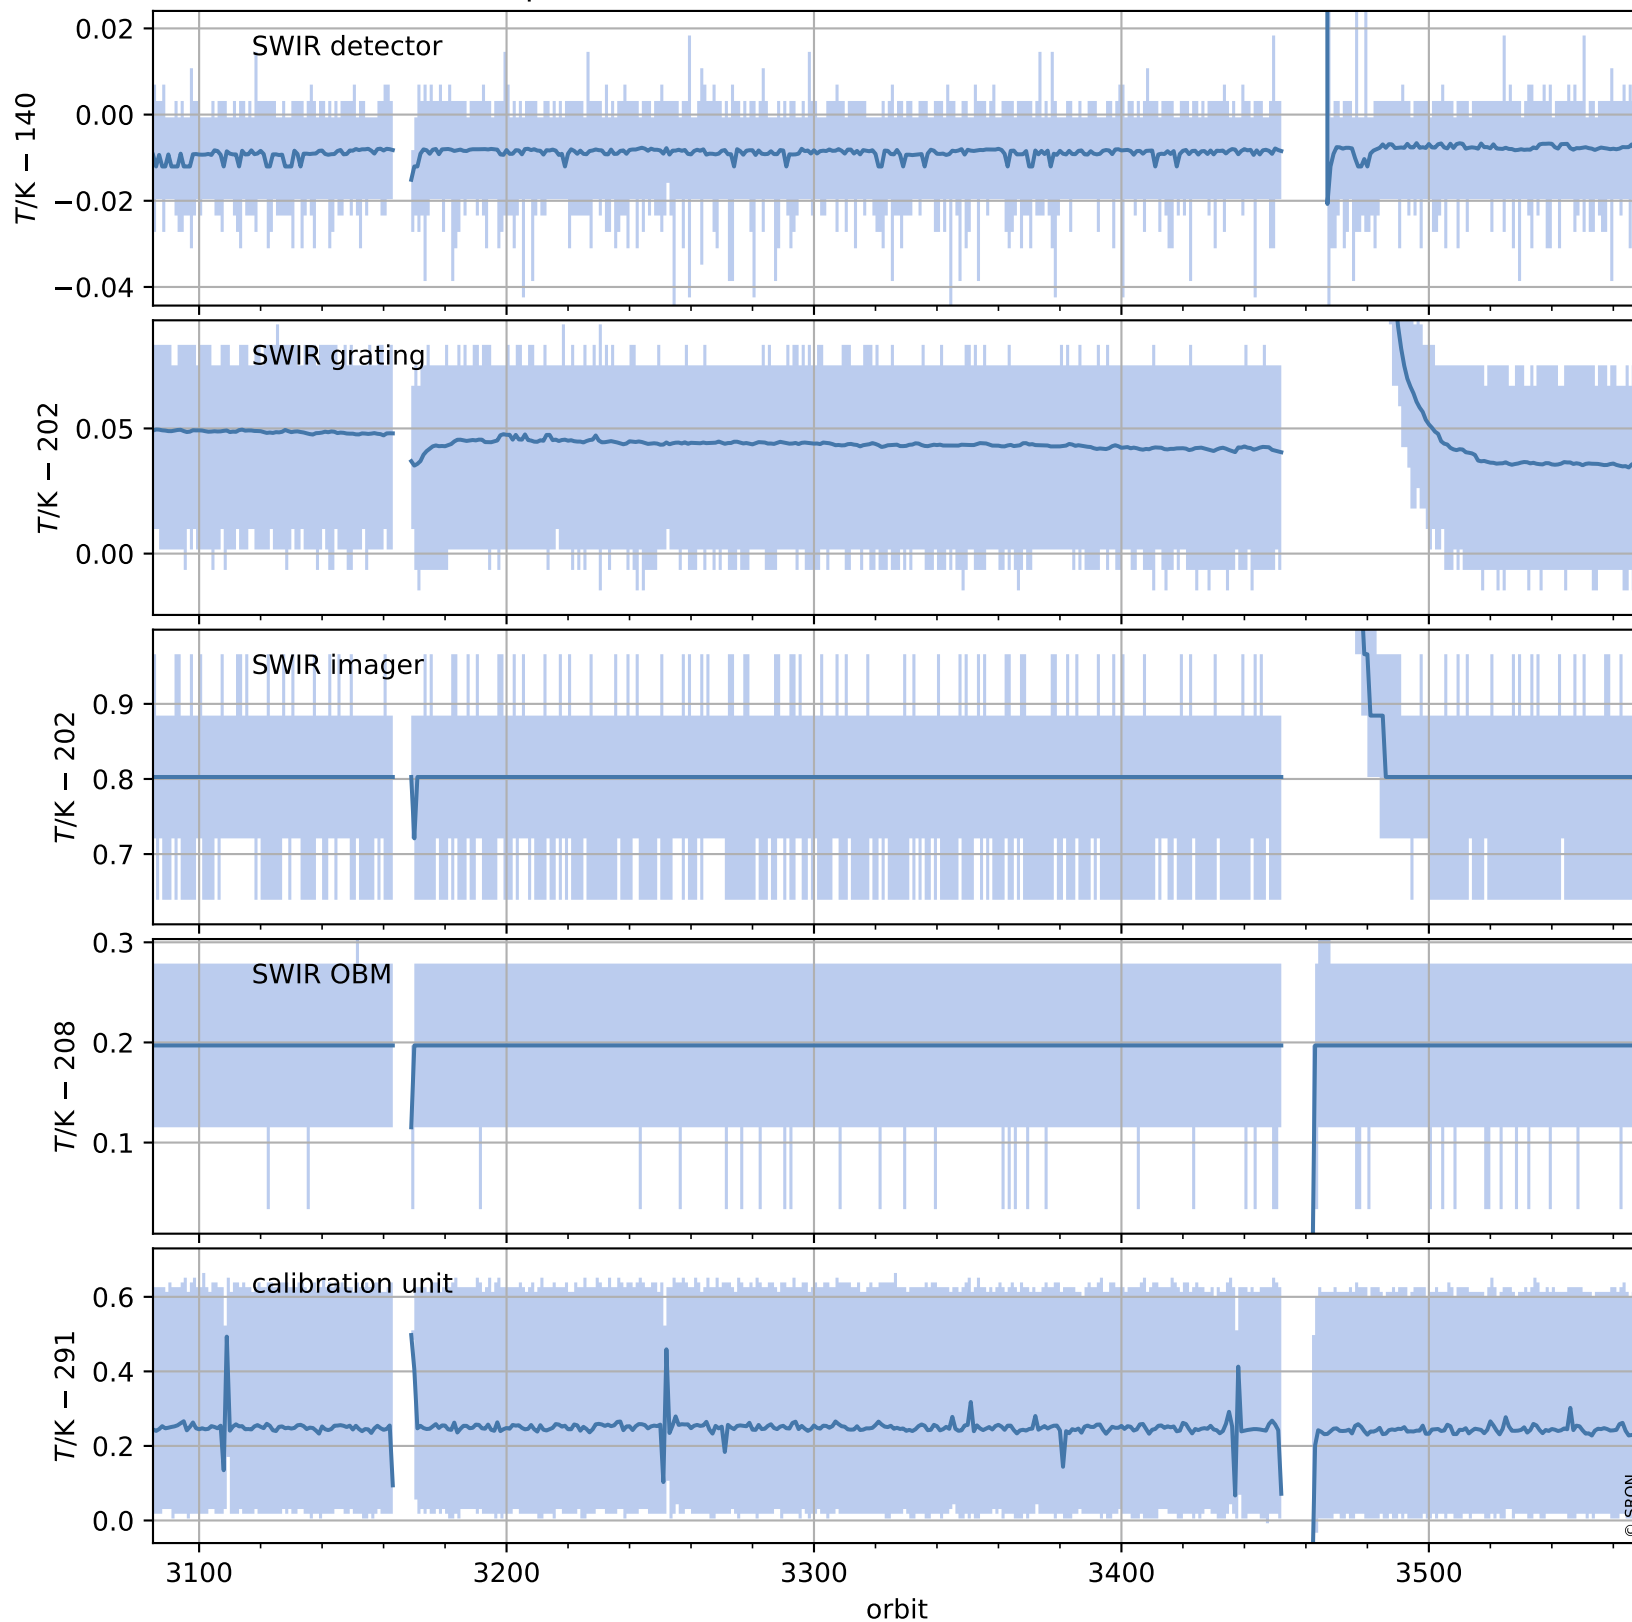 0.02
0.00
−0.02
−0.04
T/K − 140
SWIR detector
0.05
0.00
T/K − 202
SWIR grating
0.9
0.8
0.7
T/K − 202
SWIR imager
0.3
0.2
0.1
T/K − 208
SWIR OBM
0.6
0.4
0.2
0.0
T/K − 291
calibration unit
© SRON
3100 3200 3300 3400 3500
orbit